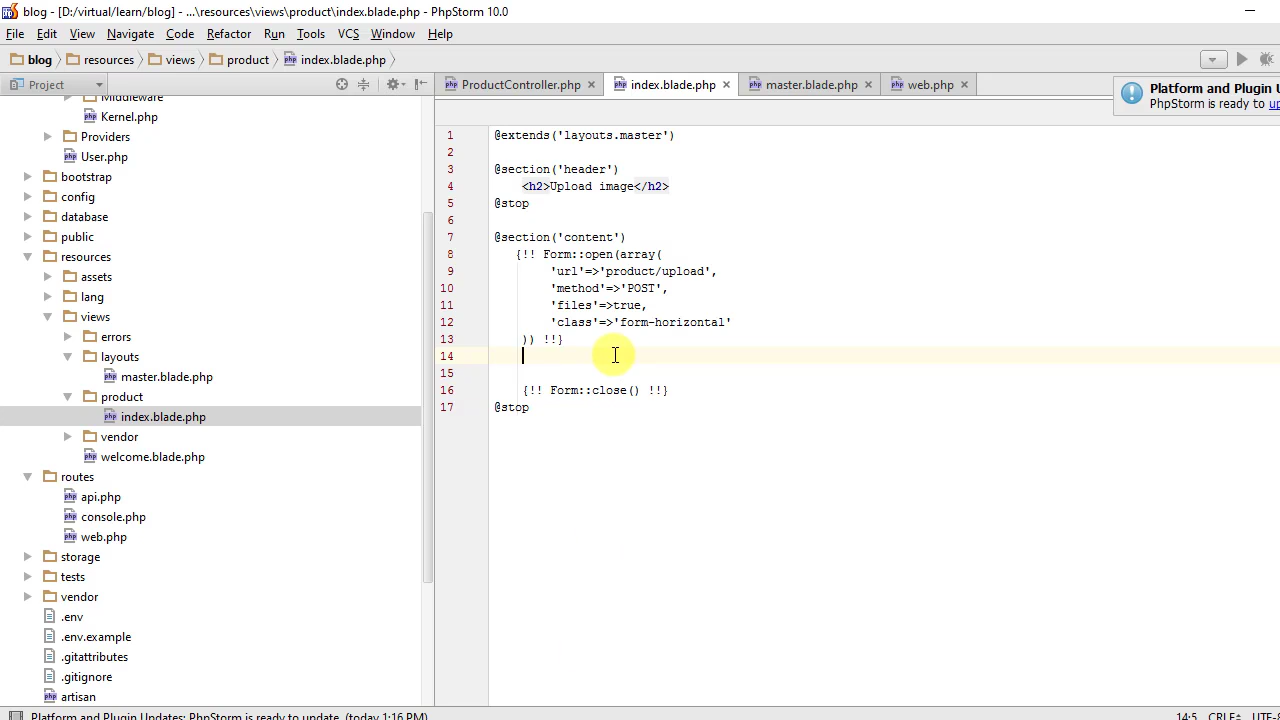 blog - [D:/virtual/learn/blog] - ...\resources\views\product\index.blade.php - PhpStorm 10.0
File Edit View Navigate Code Refactor Run Tools VCS Window Help
blog resources views product index.blade.php
Project
ProductController.php index.blade.php master.blade.php web.php
Platform and Plugin U
PhpStorm is ready to up
Middleware
Kernel.php
Providers
User.php
bootstrap
config
database
public
resources
assets
lang
views
errors
layouts
master.blade.php
product
index.blade.php
vendor
welcome.blade.php
routes
api.php
console.php
web.php
storage
tests
vendor
.env
.env.example
.gitattributes
.gitignore
artisan
1 @extends('layouts.master')
2
3 @section('header')
4 <h2>Upload image</h2>
5 @stop
6
7 @section('content')
8 {!! Form::open(array(
9 'url'=>'product/upload',
10 'method'=>'POST',
11 'files'=>true,
12 'class'=>'form-horizontal'
13 )) !!}
14
15
16 {!! Form::close() !!}
17 @stop
Platform and Plugin Updates: PhpStorm is ready to update. (today 1:16 PM) 14:5 CRLF UTF-8